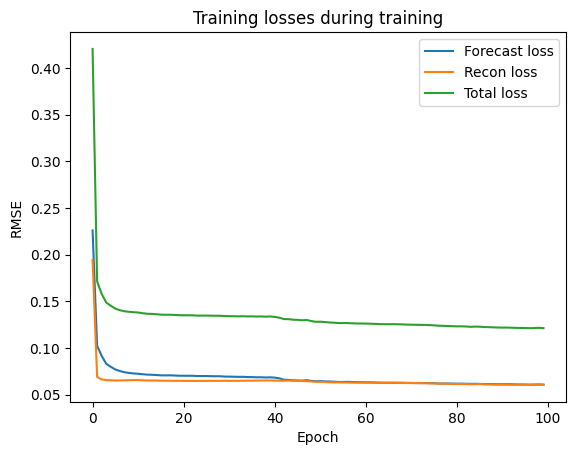 Training losses during training
Forecast loss
Recon loss
Total loss
RMSE
0.40
0.35
0.30
0.25
0.20
0.15
0.10
0.05
0 20 40 60 80 100
Epoch